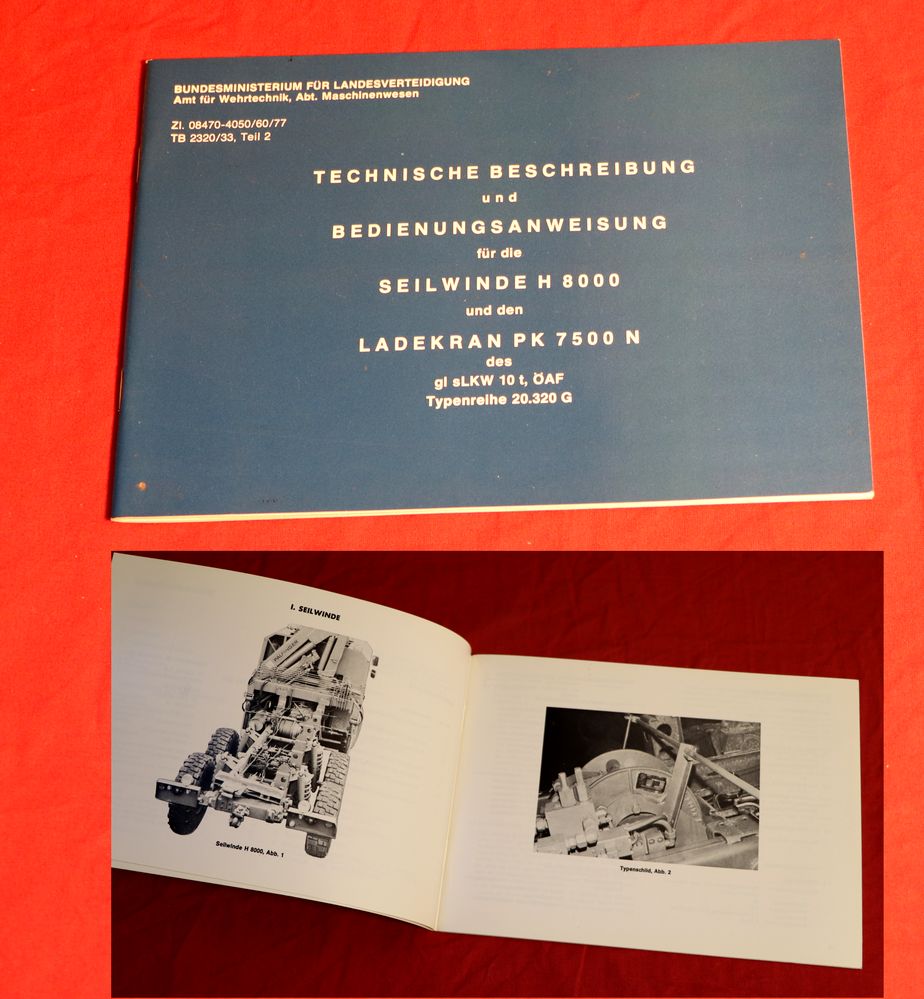 BUNDESMINISTERIUM FÜR LANDESVERTEIDIGUNG
Amt für Wehrtechnik, Abt. Maschinenwesen
Zl. 08470-4050/60/77
TB 2320/33, Teil 2
TECHNISCHE BESCHREIBUNG
und
BEDIENUNGSANWEISUNG
für die
SEILWINDE H 8000
und den
LADEKRAN PK 7500 N
des
gl sLKW 10 t, ÖAF
Typenreihe 20.320 G
I. SEILWINDE
Seilwinde H 8000, Abb. 1
Typenschild, Abb. 2